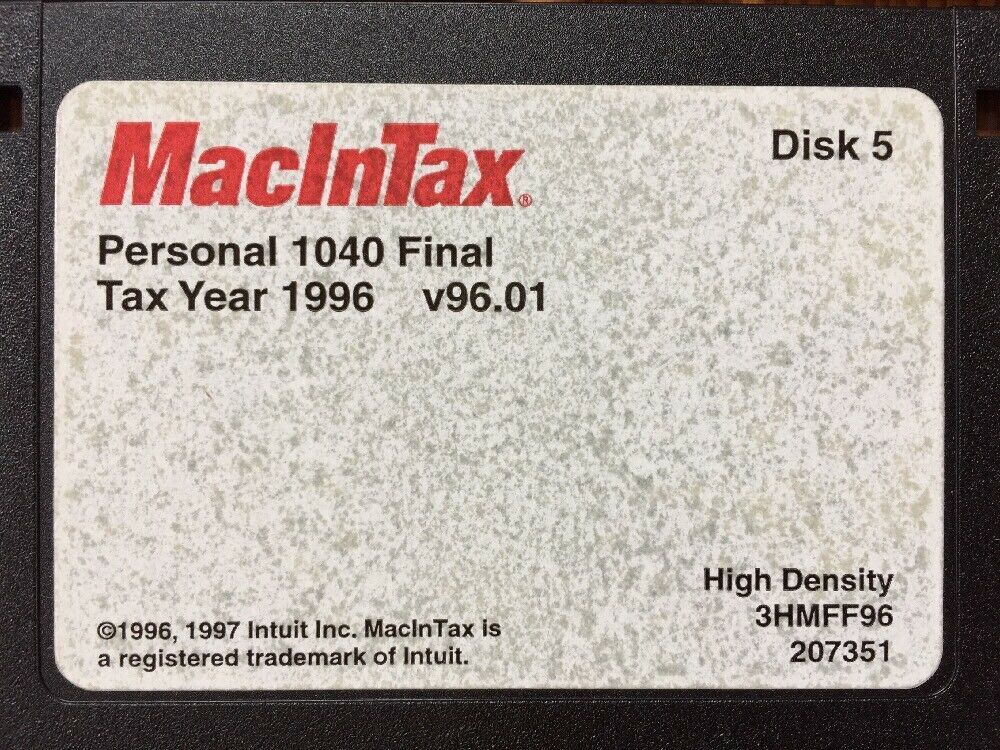 MacInTax®
Disk 5
Personal 1040 Final
Tax Year 1996 v96.01
High Density
3HMFF96
207351
©1996, 1997 Intuit Inc. MacInTax is
a registered trademark of Intuit.